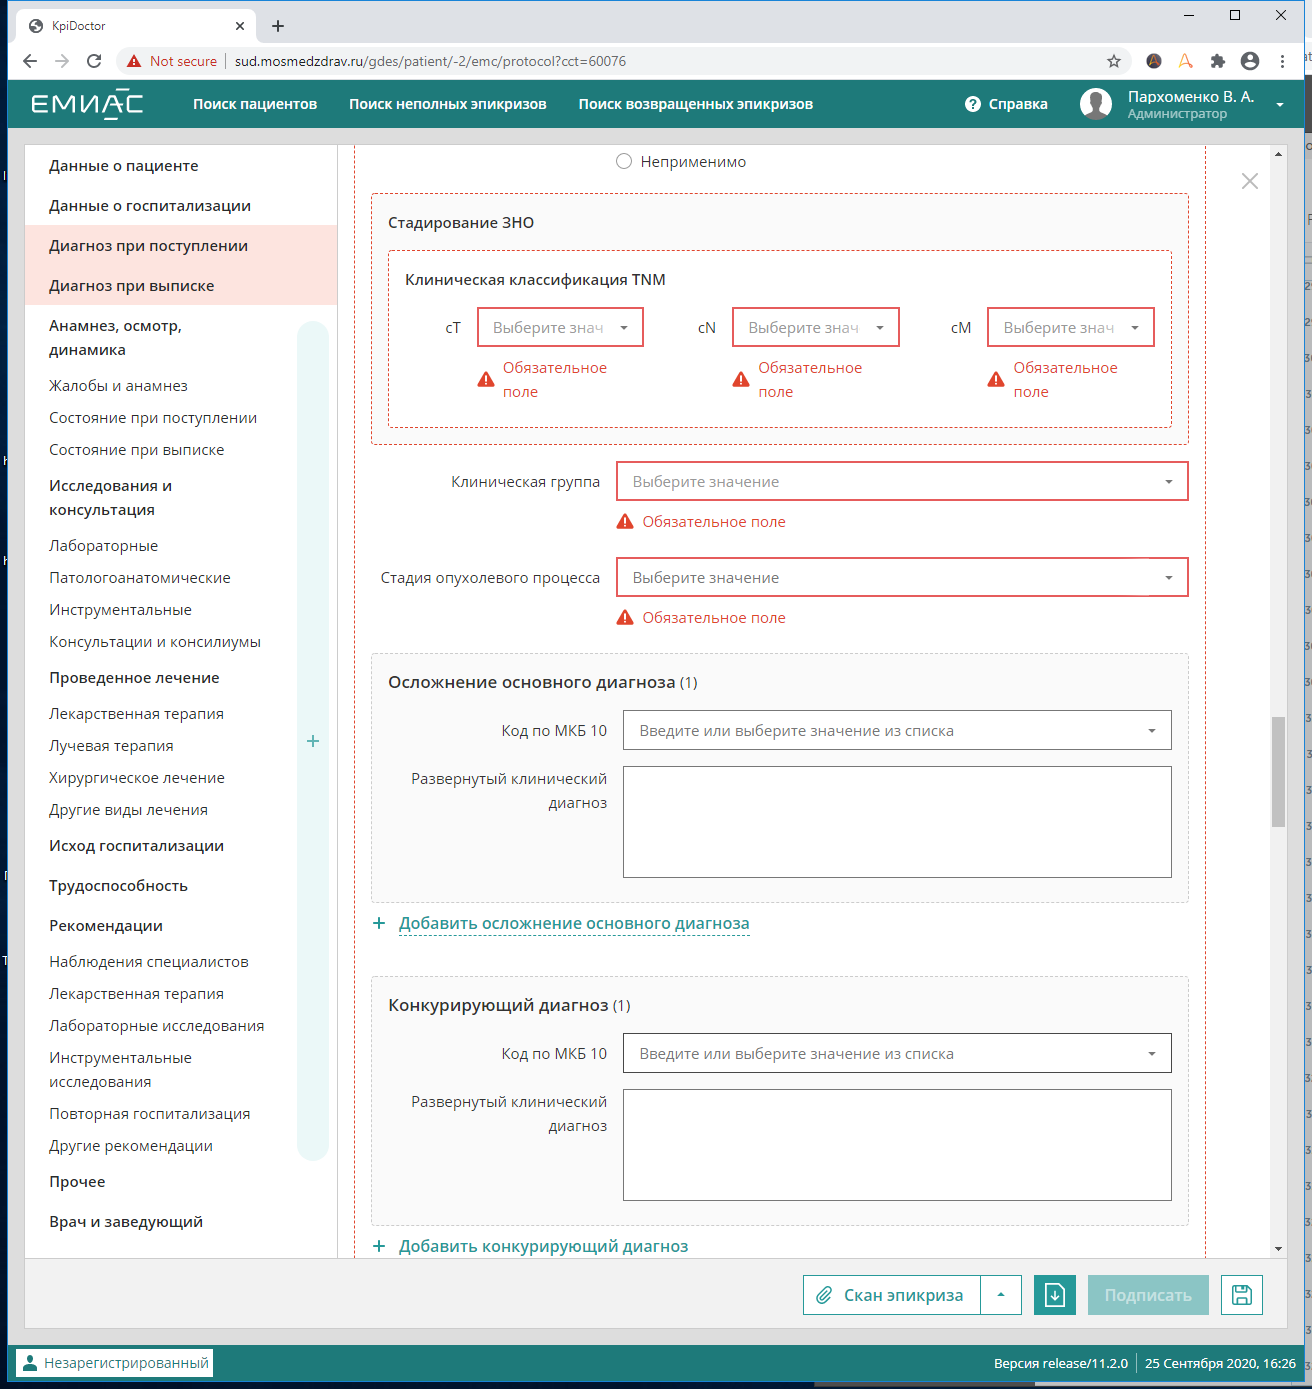 KpiDoctor
Not secure
sud.mosmedzdrav.ru/gdes/patient/-2/emc/protocol?cct=60076
ЕМИАС
Поиск пациентов
Поиск неполных эпикризов
Поиск возвращенных эпикризов
Справка
Пархоменко В. А.
Администратор
Данные о пациенте
Данные о госпитализации
Диагноз при поступлении
Диагноз при выписке
Анамнез, осмотр,
динамика
Жалобы и анамнез
Состояние при поступлении
Состояние при выписке
Исследования и
консультация
Лабораторные
Патологоанатомические
Инструментальные
Консультации и консилиумы
Проведенное лечение
Лекарственная терапия
Лучевая терапия
Хирургическое лечение
Другие виды лечения
Исход госпитализации
Трудоспособность
Рекомендации
Наблюдения специалистов
Лекарственная терапия
Лабораторные исследования
Инструментальные
исследования
Повторная госпитализация
Другие рекомендации
Прочее
Врач и заведующий
Неприменимо
Стадирование ЗНО
Клиническая классификация TNM
cT Выберите знач
cN Выберите знач
cM Выберите знач
Обязательное
поле
Обязательное
поле
Обязательное
поле
Клиническая группа Выберите значение
Обязательное поле
Стадия опухолевого процесса Выберите значение
Обязательное поле
Осложнение основного диагноза (1)
Код по МКБ 10 Введите или выберите значение из списка
Развернутый клинический
диагноз
+ Добавить осложнение основного диагноза
Конкурирующий диагноз (1)
Код по МКБ 10 Введите или выберите значение из списка
Развернутый клинический
диагноз
+ Добавить конкурирующий диагноз
Скан эпикриза
Подписать
Незарегистрированный
Версия release/11.2.0
25 Сентября 2020, 16:26